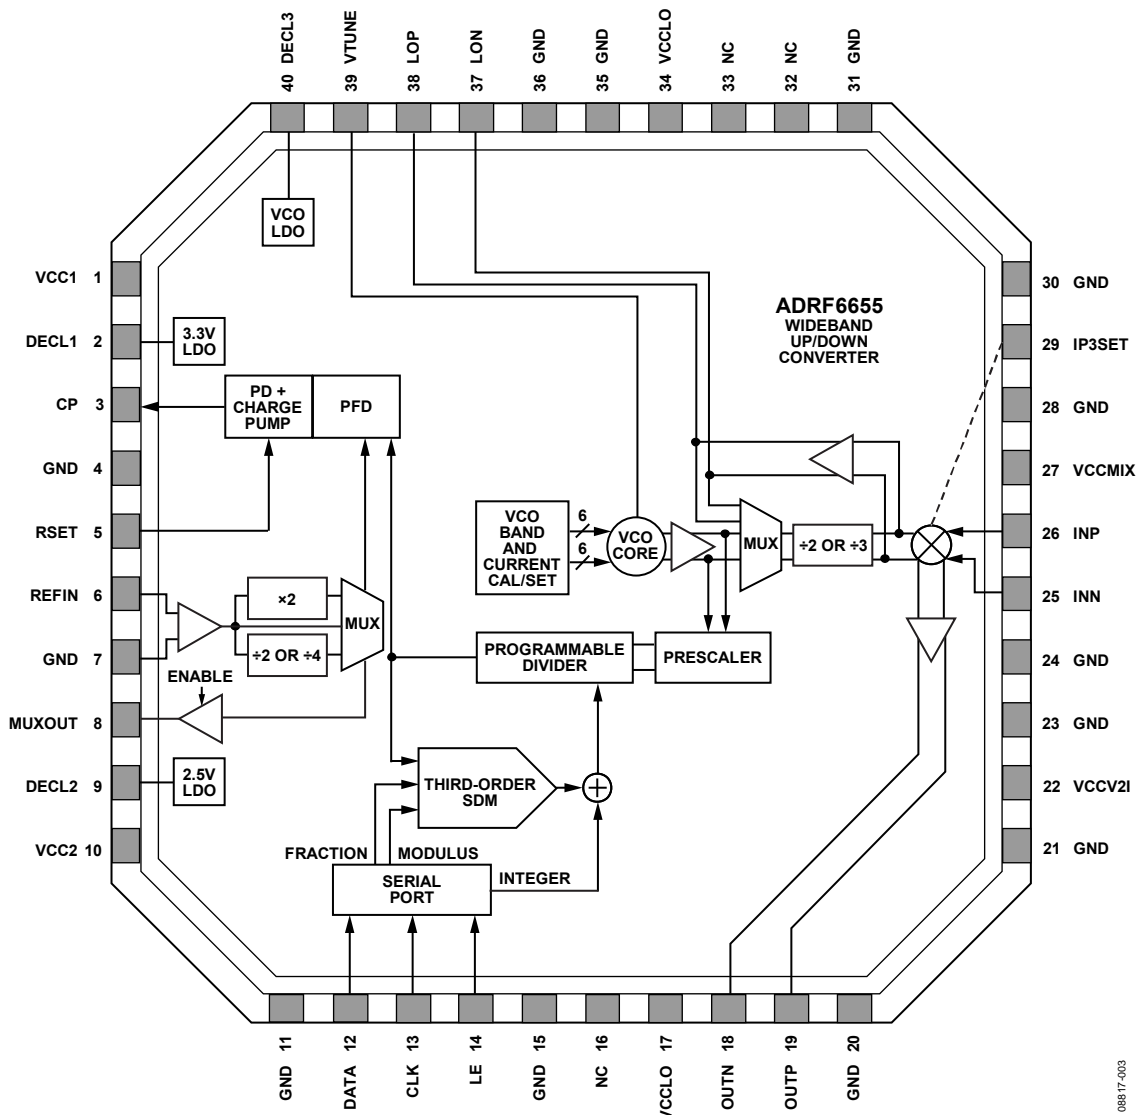 40 DECL3
39 VTUNE
38 LOP
37 LON
36 GND
35 GND
34 VCCLO
33 NC
32 NC
31 GND
VCO
LDO
VCC1 1
DECL1 2
3.3V
LDO
CP 3
PD +
CHARGE
PUMP
PFD
GND 4
RSET 5
REFIN 6
×2
MUX
÷2 OR ÷4
GND 7
ENABLE
MUXOUT 8
DECL2 9
2.5V
LDO
VCC2 10
ADRF6655
WIDEBAND
UP/DOWN
CONVERTER
30 GND
29 IP3SET
28 GND
27 VCCMIX
26 INP
25 INN
24 GND
23 GND
22 VCCV2I
21 GND
VCO
BAND
AND
CURRENT
CAL/SET
6
6
VCO
CORE
MUX
÷2 OR ÷3
PROGRAMMABLE
DIVIDER
PRESCALER
THIRD-ORDER
SDM
+
FRACTION
MODULUS
INTEGER
SERIAL
PORT
GND 11
DATA 12
CLK 13
LE 14
GND 15
NC 16
VCCLO 17
OUTN 18
OUTP 19
GND 20
08817-003